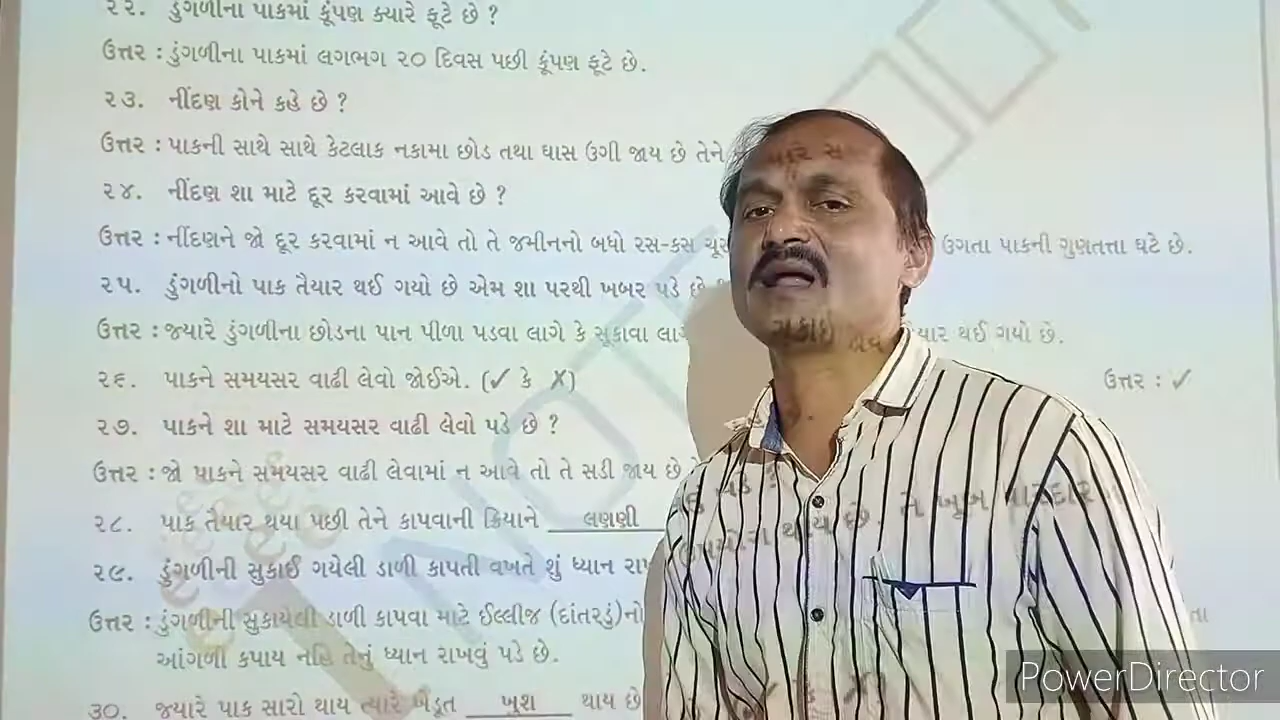 ૨૨. ડુંગળીના પાકમાં કૂંપણ ક્યારે ફૂટે છે ?
ઉત્તર : ડુંગળીના પાકમાં લગભગ ૨૦ દિવસ પછી કૂંપણ ફૂટે છે.
૨૩. નીંદણ કોને કહે છે ?
ઉત્તર : પાકની સાથે સાથે કેટલાક નકામા છોડ તથા ઘાસ ઉગી જાય છે તેને
૨૪. નીંદણ શા માટે દૂર કરવામાં આવે છે ?
ઉત્તર : નીંદણને જો દૂર કરવામાં ન આવે તો તે જમીનનો બધો રસ-કસ ઉગતા પાકની ગુણતત્તા ઘટે છે.
૨૫. ડુંગળીનો પાક તૈયાર થઈ ગયો છે એમ શા પરથી ખબર પડે છે
ઉત્તર : જ્યારે ડુંગળીના છોડના પાન પીળા પડવા લાગે કે સૂકાવા થઈ ગયો છે.
૨૬. પાકને સમયસર વાઢી લેવો જોઈએ. (✓ કે ✗) ઉત્તર : ✓
૨૭. પાકને શા માટે સમયસર વાઢી લેવો પડે છે ?
ઉત્તર : જો પાકને સમયસર વાઢી લેવામાં ન આવે તો તે સડી જાય છે
૨૮. પાક તૈયાર થયા પછી તેને કાપવાની ક્રિયાને લણણી
૨૯. ડુંગળીની સુકાઈ ગયેલી ડાળી કાપતી વખતે શું ધ્યાન
ઉત્તર : ડુંગળીની સુકાયેલી ડાળી કાપવા માટે ઈલ્લીજ (દાંતરડું)નો
આંગળી કપાય નહિ તેનું ધ્યાન રાખવું પડે છે.
૩૦. જ્યારે પાક સારો થાય ત્યારે ખેડૂત ખુશ થાય છે
PowerDirector